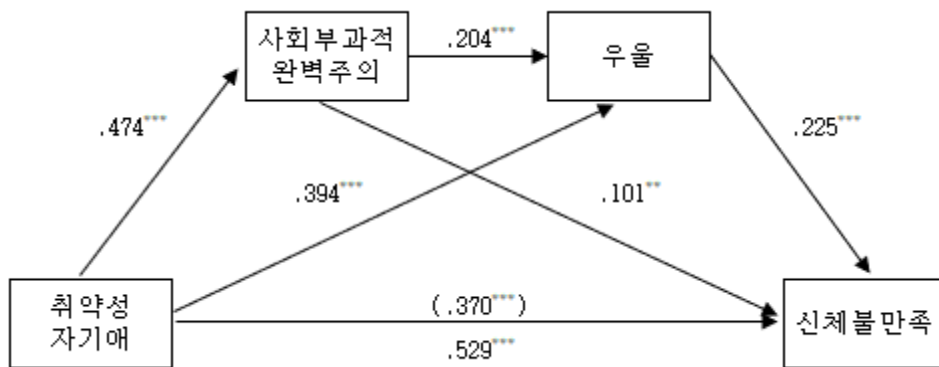 사회부과적
완벽주의
.204***
우울
.474***
.394***
.101**
.225***
취약성
자기애
(.370***)
.529***
신체불만족